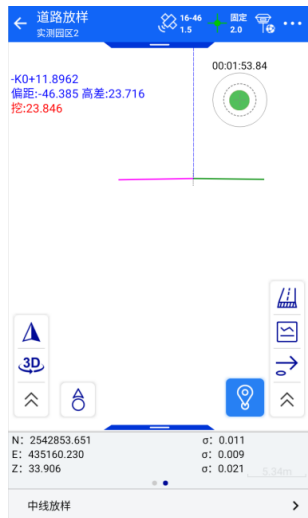 道路放样
实测园区2
16-46
1.5
固定
2.0
-K0+11.8962
偏距:-46.385 高差:23.716
挖:23.846
00:01:53.84
3D
N: 2542853.651 σ: 0.011
E: 435160.230 σ: 0.009
Z: 33.906 σ: 0.021
5.34m
中线放样